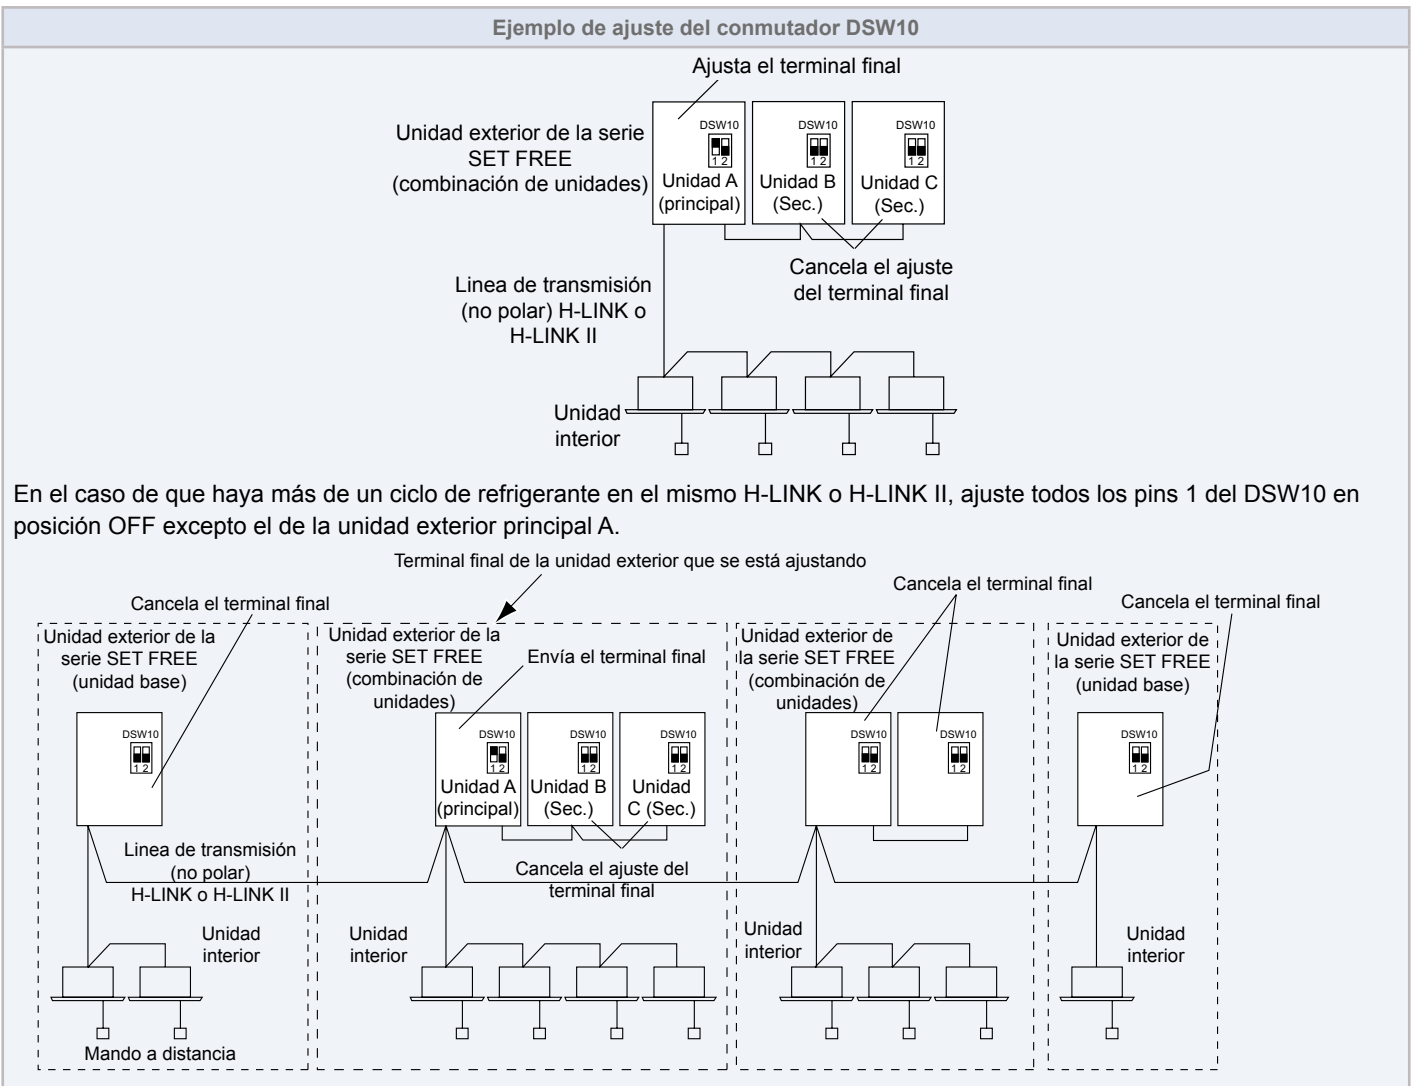 Ejemplo de ajuste del conmutador DSW10
Ajusta el terminal final
Unidad exterior de la serie
SET FREE
(combinación de unidades)
DSW10
1 2
Unidad A
(principal)
DSW10
1 2
Unidad B
(Sec.)
DSW10
1 2
Unidad C
(Sec.)
Cancela el ajuste
del terminal final
Linea de transmisión
(no polar) H-LINK o
H-LINK II
Unidad
interior
En el caso de que haya más de un ciclo de refrigerante en el mismo H-LINK o H-LINK II, ajuste todos los pins 1 del DSW10 en
posición OFF excepto el de la unidad exterior principal A.
Terminal final de la unidad exterior que se está ajustando
Cancela el terminal final
Cancela el terminal final
Cancela el terminal final
Unidad exterior de la
serie SET FREE
(unidad base)
Unidad exterior de la
serie SET FREE
(combinación de
unidades)
Envía el terminal final
Unidad exterior de
la serie SET FREE
(combinación de
unidades)
Unidad exterior de
la serie SET FREE
(unidad base)
DSW10
1 2
DSW10
1 2
Unidad A
(principal)
DSW10
1 2
Unidad B
(Sec.)
DSW10
1 2
Unidad
C (Sec.)
DSW10
1 2
DSW10
1 2
DSW10
1 2
Linea de transmisión
(no polar)
H-LINK o H-LINK II
Cancela el ajuste del
terminal final
Unidad
interior
Unidad
interior
Unidad
interior
Unidad
interior
Mando a distancia